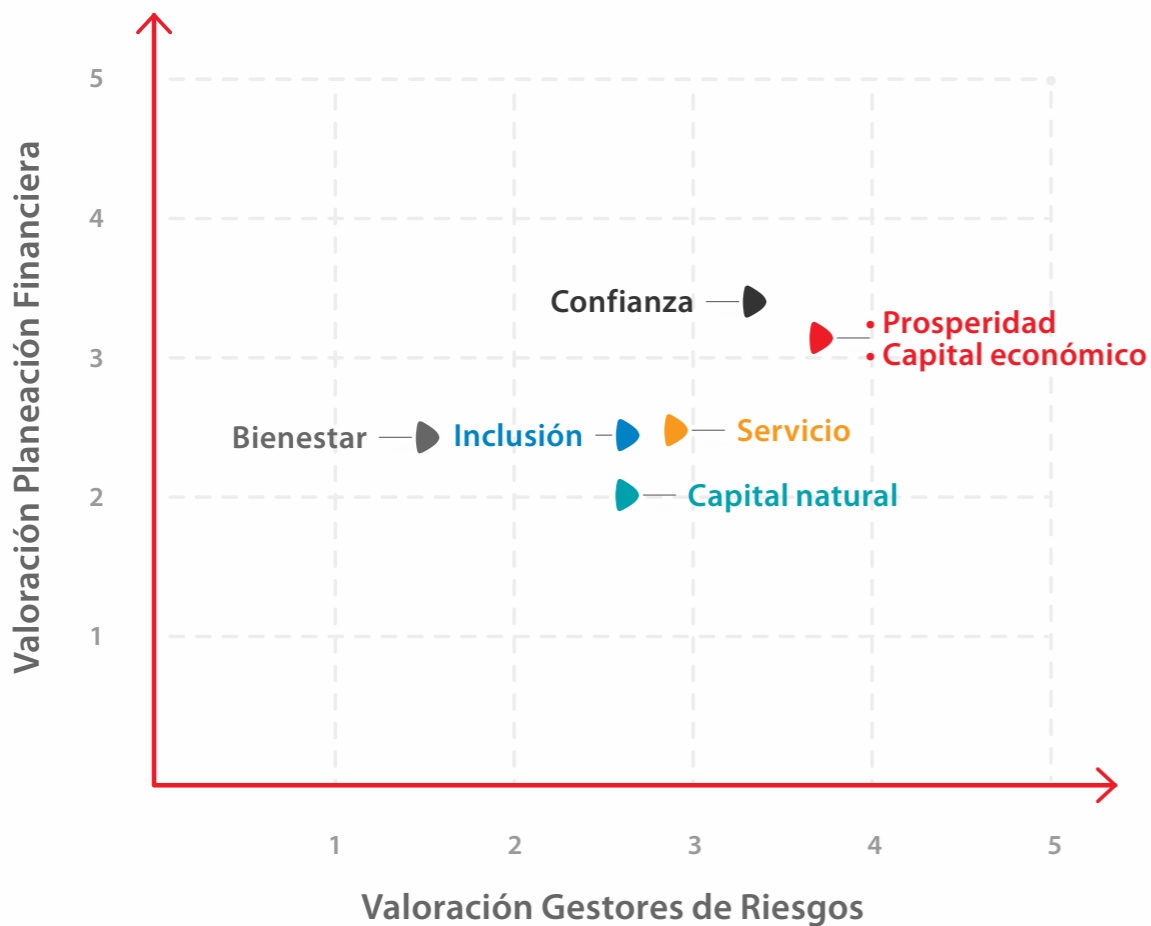 Valoración Planeación Financiera
5
4
3
2
1
Confianza
• Prosperidad
• Capital económico
Bienestar
Inclusión
Servicio
Capital natural
1
2
3
4
5
Valoración Gestores de Riesgos